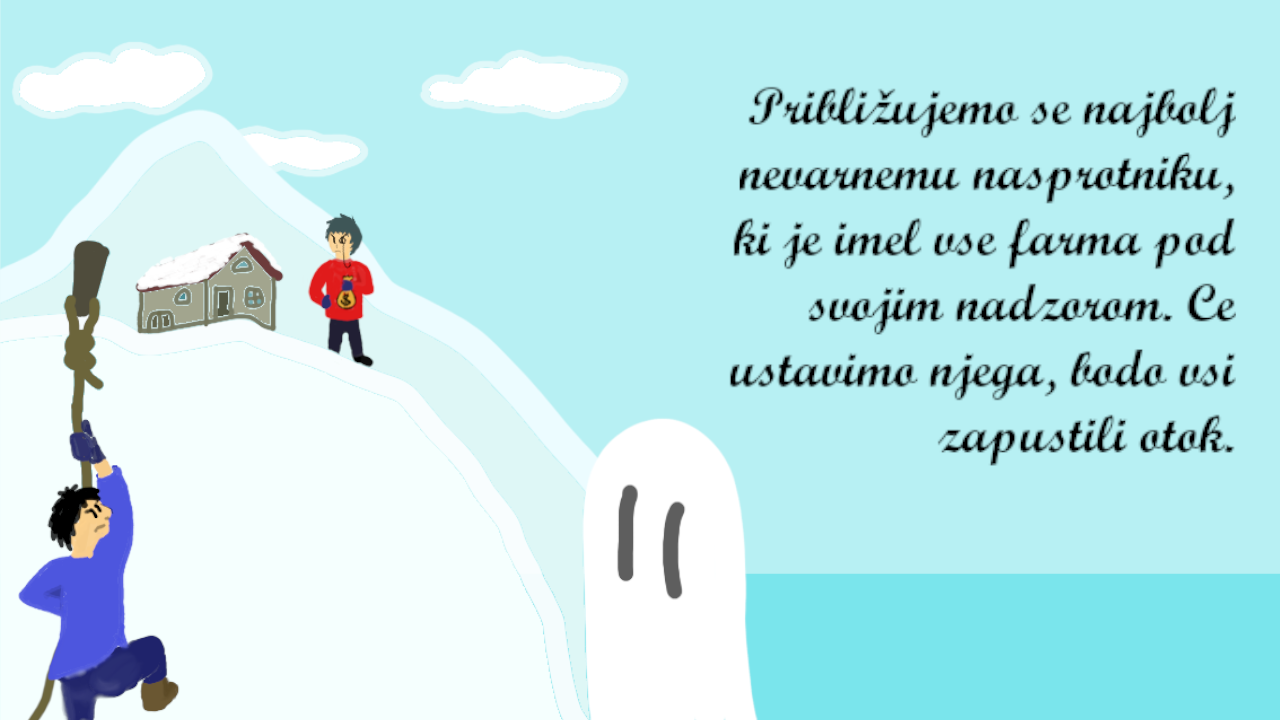 Približujemo se najbolj
nevarnemu nasprotniku,
ki je imel vse farma pod
svojim nadzorom. Ce
ustavimo njega, bodo vsi
zapustili otok.
$